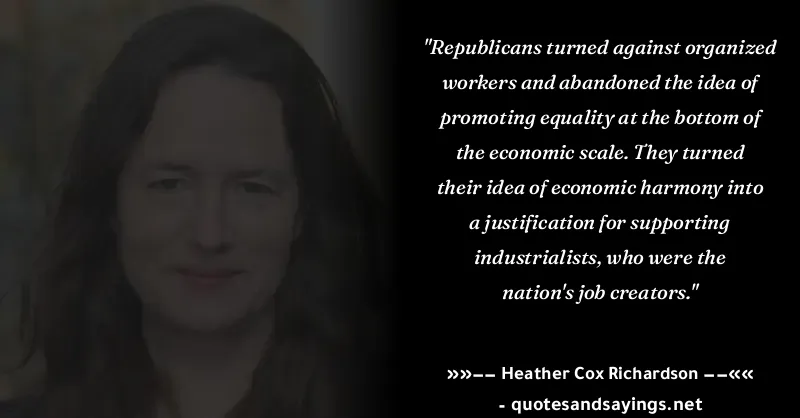 "Republicans turned against organized
workers and abandoned the idea of
promoting equality at the bottom of
the economic scale. They turned
their idea of economic harmony into
a justification for supporting
industrialists, who were the
nation's job creators."
»»−− Heather Cox Richardson −−««
- quotesandsayings.net